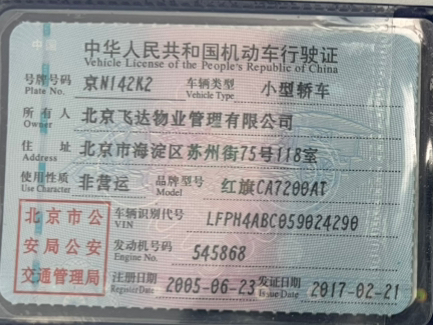 中华人民共和国机动车行驶证
Vehicle License of the People's Republic of China
号牌号码 京N142K2 车辆类型 小型轿车
Plate No. Vehicle Type
所有人 北京飞达物业管理有限公司
Owner
住址 北京市海淀区苏州街75号118室
Address
使用性质 非营运 品牌型号 红旗CA7200AT
Use Character Model
北京市公安局公安交通管理局
车辆识别代号 LFPH4ABC059024290
VIN
发动机号码 545868
Engine No.
注册日期 2005-06-23 发证日期 2017-02-21
Register Date Issue Date